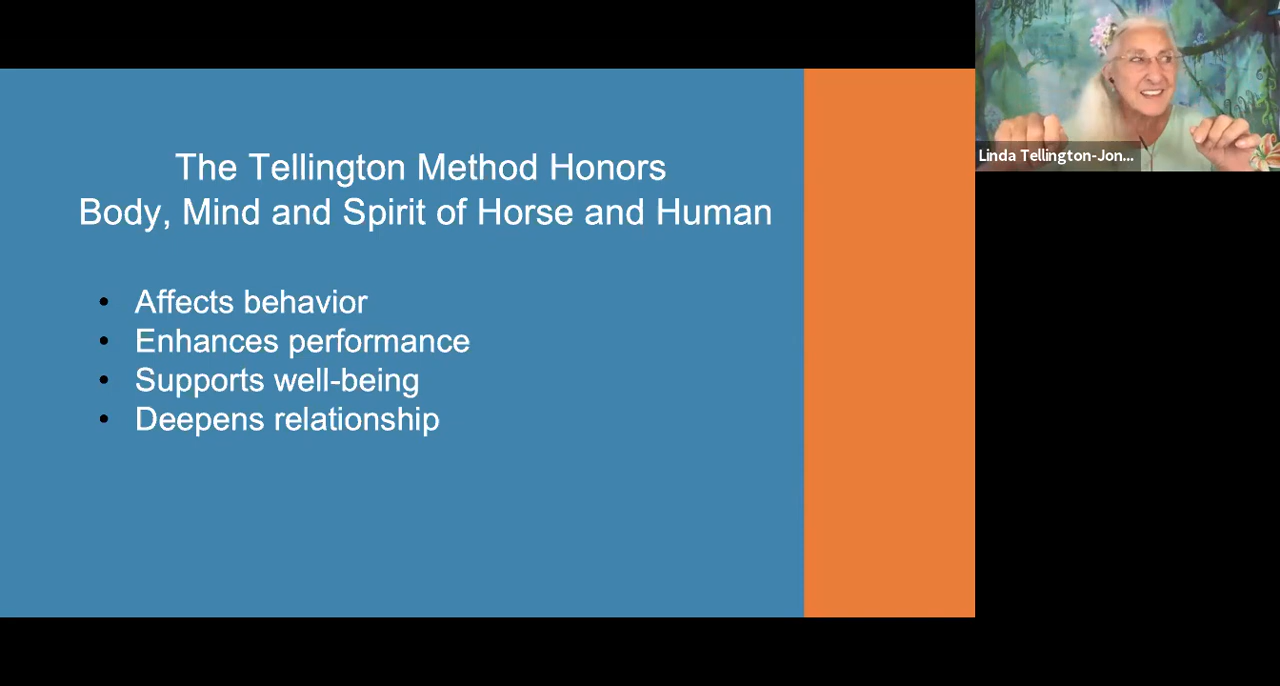 The Tellington Method Honors
Body, Mind and Spirit of Horse and Human
• Affects behavior
• Enhances performance
• Supports well-being
• Deepens relationship
Linda Tellington-Jon...